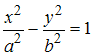 x²/a² − y²/b² = 1